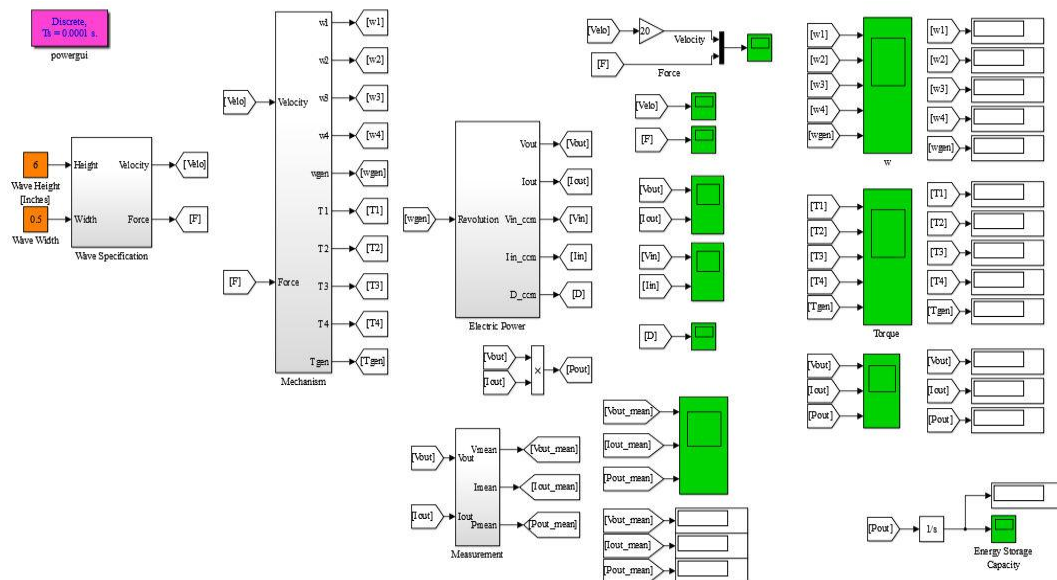 Discrete,
Ts = 0.0001 s.
powergui
6
Wave Height
[Inches]
0.5
Wave Width
Height
Width
Velocity
Force
Wave Specification
[Velo]
[F]
[Velo]
[F]
Velocity
Force
w1
w2
w3
w4
wgen
T1
T2
T3
T4
Tgen
Mechanism
[w1]
[w2]
[w3]
[w4]
[wgen]
[T1]
[T2]
[T3]
[T4]
[Tgen]
[wgen]
Revolution
Vout
Iout
Vin_ccm
Iin_ccm
D_ccm
Electric Power
[Vout]
[Iout]
[Vin]
[Iin]
[D]
[Vout]
[Iout]
×
[Pout]
[Vout]
[Iout]
Vout
Iout
Vmean
Imean
Pmean
Measurement
[Vout_mean]
[Iout_mean]
[Pout_mean]
[Velo]
20
Velocity
[F]
Force
[Velo]
[F]
[Vout]
[Iout]
[Vin]
[Iin]
[D]
[Vout_mean]
[Iout_mean]
[Pout_mean]
[Vout_mean]
[Iout_mean]
[Pout_mean]
[w1]
[w2]
[w3]
[w4]
[wgen]
w
[w1]
[w2]
[w3]
[w4]
[wgen]
[T1]
[T2]
[T3]
[T4]
[Tgen]
Torque
[T1]
[T2]
[T3]
[T4]
[Tgen]
[Vout]
[Iout]
[Pout]
[Vout]
[Iout]
[Pout]
[Pout]
1/s
Energy Storage
Capacity